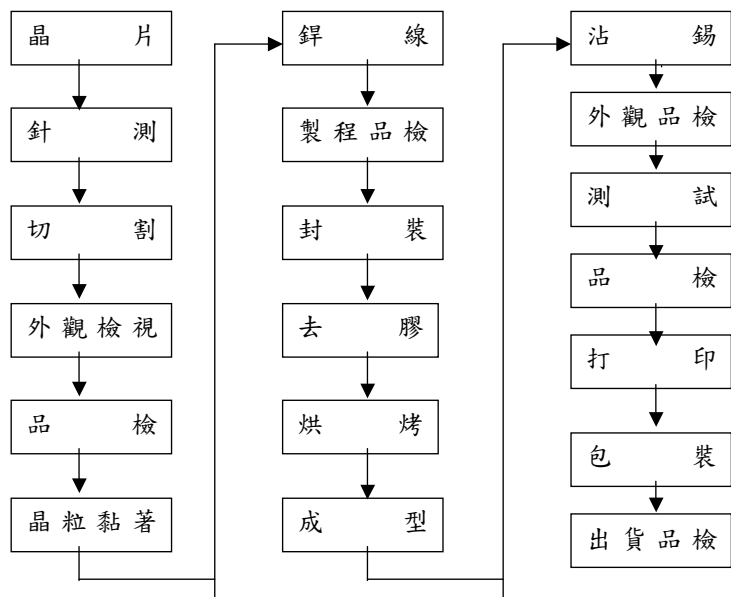 晶片
針測
切割
外觀檢視
品檢
晶粒黏著
銲線
製程品檢
封裝
去膠
烘烤
成型
沾錫
外觀品檢
測試
品檢
打印
包裝
出貨品檢